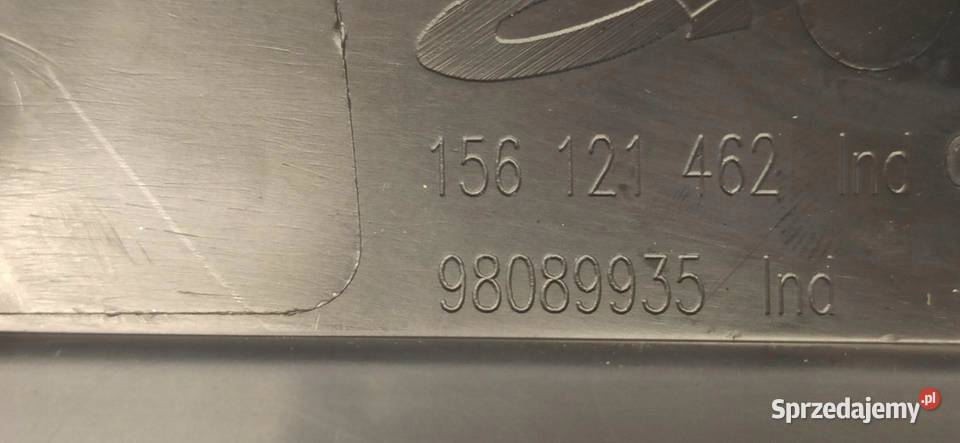 156 121 462 Ind
98089935 Ind
Sprzedajemy.pl